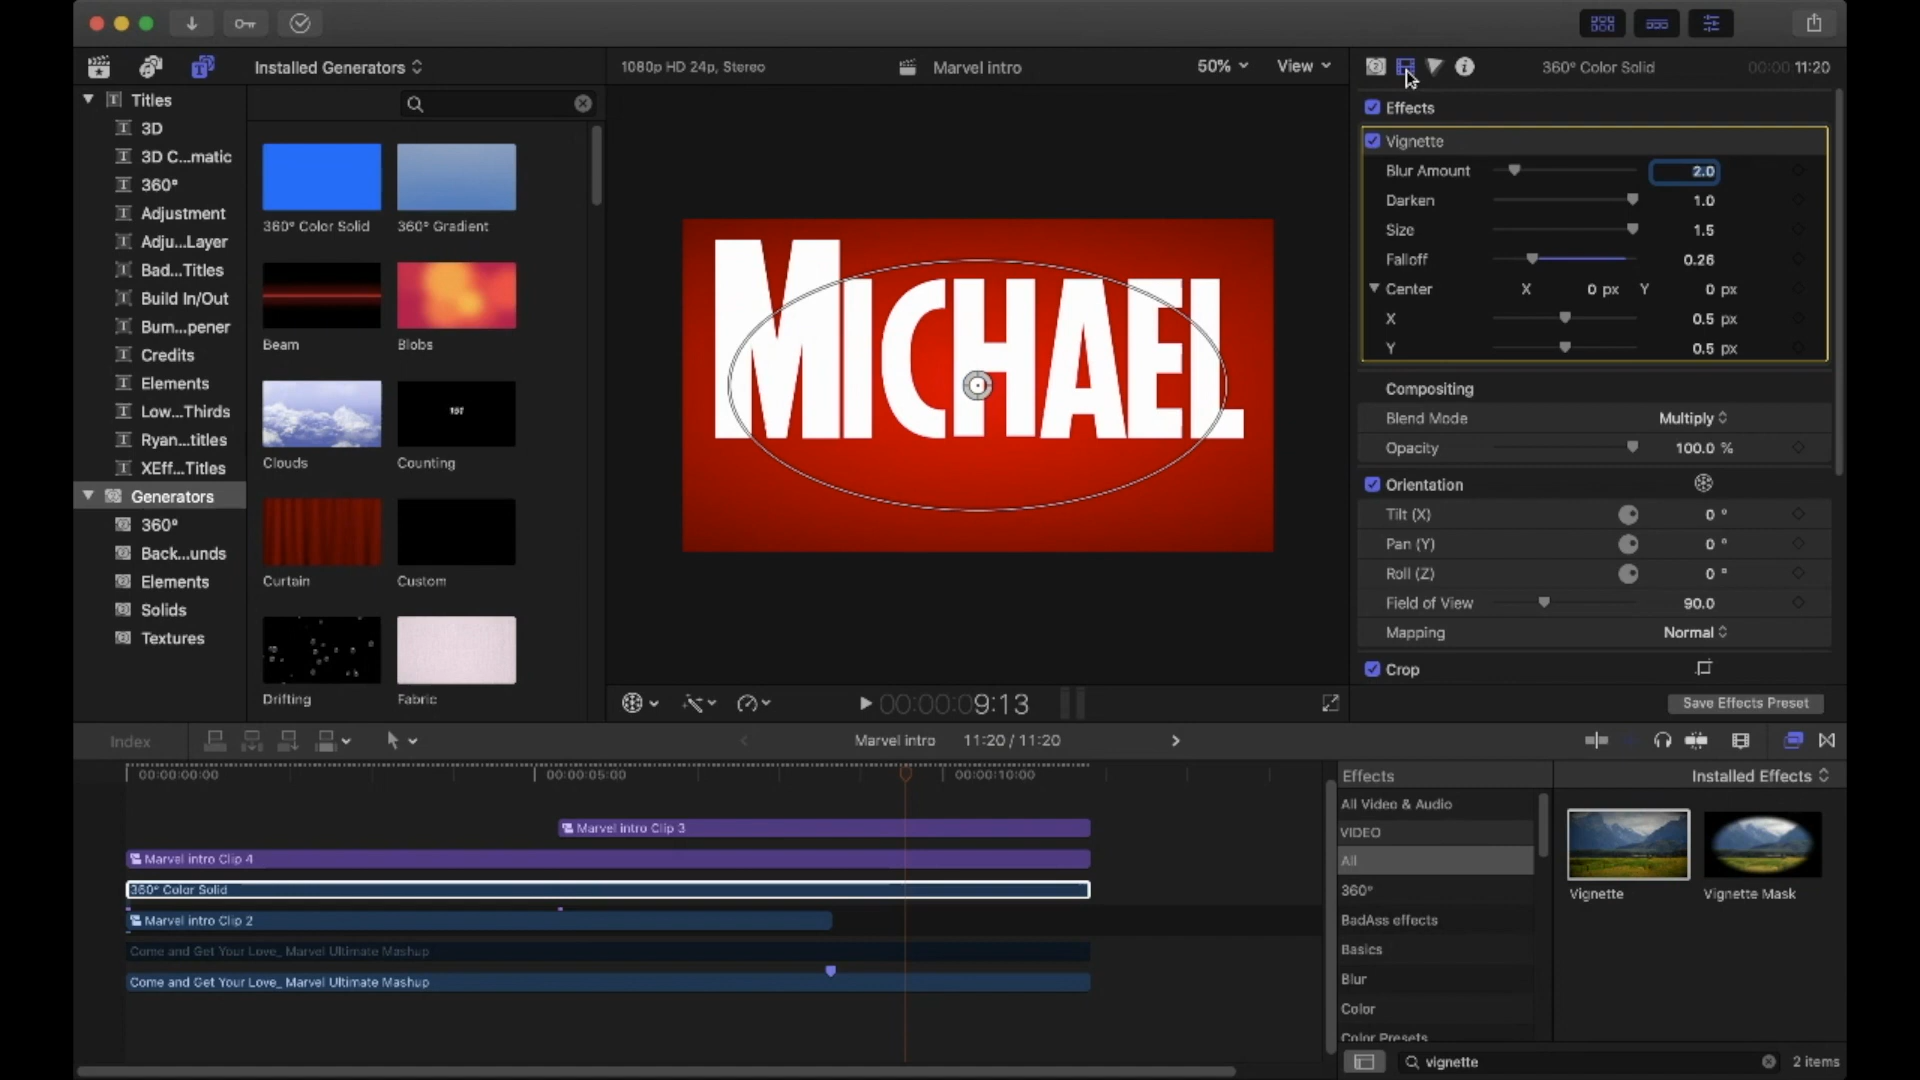 Installed Generators
1080p HD 24p, Stereo
Marvel intro
50%
View
360° Color Solid
00:00:11:20
Titles
3D
3D C...matic
360°
Adjustment
Adju...Layer
Bad...Titles
Build In/Out
Bum...pener
Credits
Elements
Low...Thirds
Ryan...titles
XEff...Titles
Generators
360°
Back...unds
Elements
Solids
Textures
360° Color Solid
360° Gradient
Beam
Blobs
Clouds
Counting
Curtain
Custom
Drifting
Fabric
MICHAEL
Effects
Vignette
Blur Amount 2.0
Darken 1.0
Size 1.5
Falloff 0.26
Center X 0 px Y 0 px
X 0.5 px
Y 0.5 px
Compositing
Blend Mode Multiply
Opacity 100.0 %
Orientation
Tilt (X) 0 °
Pan (Y) 0 °
Roll (Z) 0 °
Field of View 90.0
Mapping Normal
Crop
Save Effects Preset
00:00:09:13
Index
Marvel intro 11:20 / 11:20
00:00:00:00
00:00:05:00
00:00:10:00
Marvel intro Clip 3
Marvel intro Clip 4
360° Color Solid
Marvel intro Clip 2
Come and Get Your Love_ Marvel Ultimate Mashup
Come and Get Your Love_ Marvel Ultimate Mashup
Effects
Installed Effects
All Video & Audio
VIDEO
All
360°
BadAss effects
Basics
Blur
Color
Color Presets
Vignette
Vignette Mask
vignette
2 items